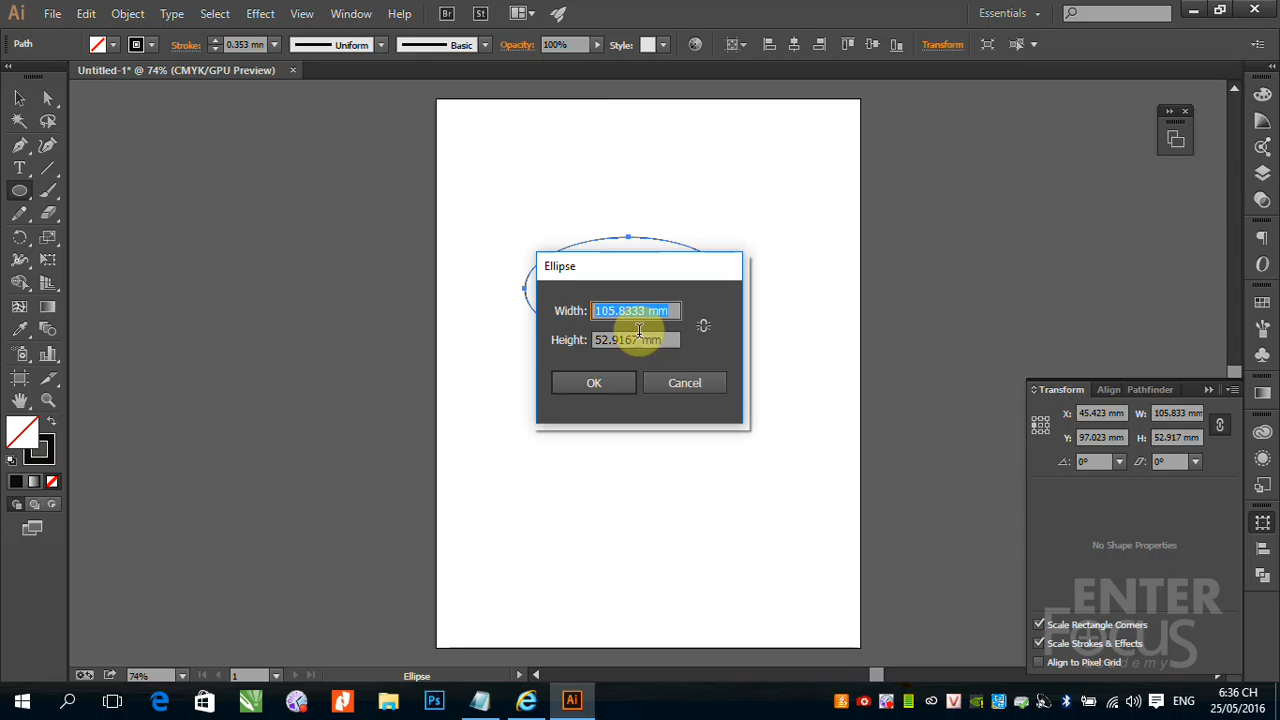 Ai File Edit Object Type Select Effect View Window Help Br St Essentials
Path Stroke: 0.353 mn Uniform Basic Opacity: 100% Style: Transform
Untitled-1* @ 74% (CMYK/GPU Preview) ×
Ellipse
Width: 105.8333 mm
Height: 52.9167 mm
OK Cancel
Transform Align Pathfinder
X: 45.423 mm W: 105.833 mm
Y: 97.023 mm H: 52.917 mm
0° 0°
No Shape Properties
ENTER
FOCUS
Scale Rectangle Corners
Scale Strokes & Effects
Align to Pixel Grid
74% 1 Ellipse
Ps Ai ENG 6:36 CH
25/05/2016